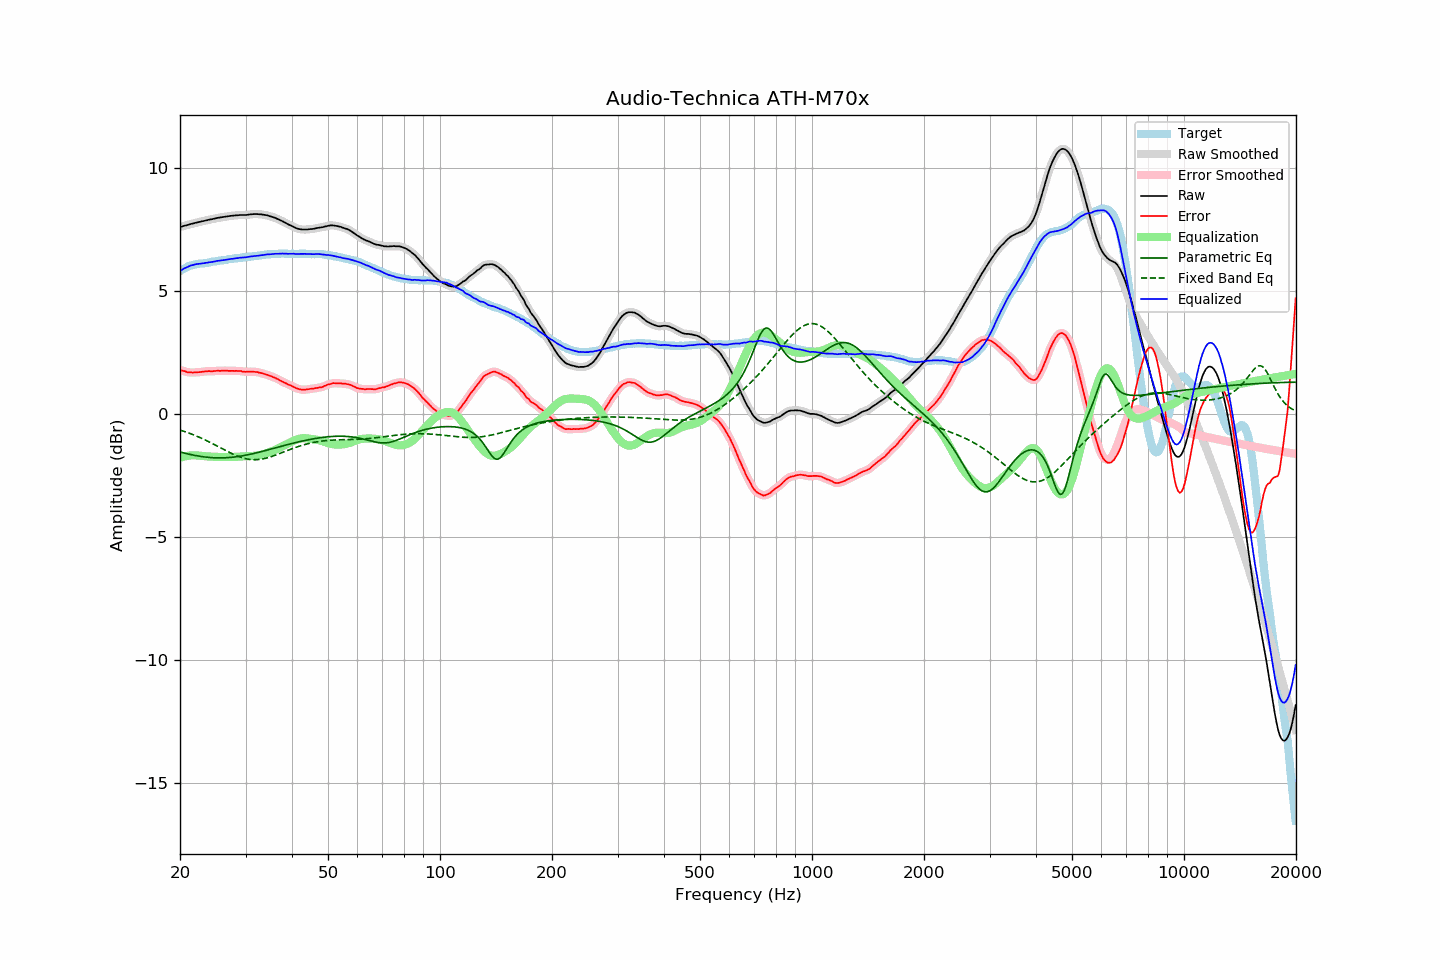 Audio-Technica ATH-M70x
Target
Raw Smoothed
Error Smoothed
Raw
Error
Equalization
Parametric Eq
Fixed Band Eq
Equalized
Amplitude (dBr)
10
5
0
−5
−10
−15
20 50 100 200 500 1000 2000 5000 10000 20000
Frequency (Hz)